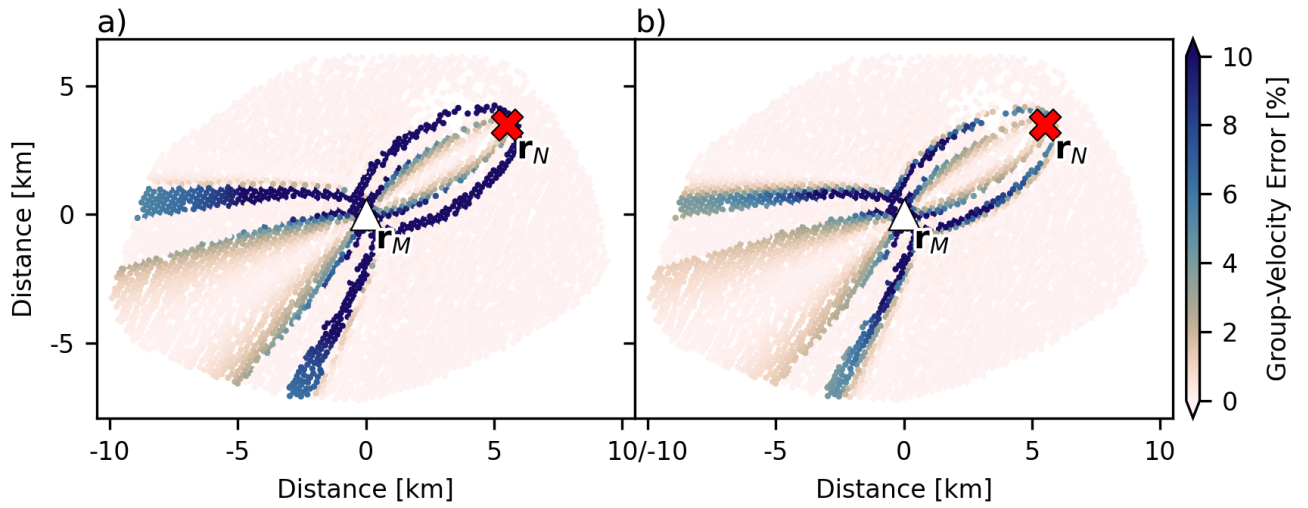 a)
b)
5
0
-5
Distance [km]
r_N
r_M
r_N
r_M
-10
-5
0
5
10/-10
-5
0
5
10
Distance [km]
Distance [km]
10
8
6
4
2
0
Group-Velocity Error [%]